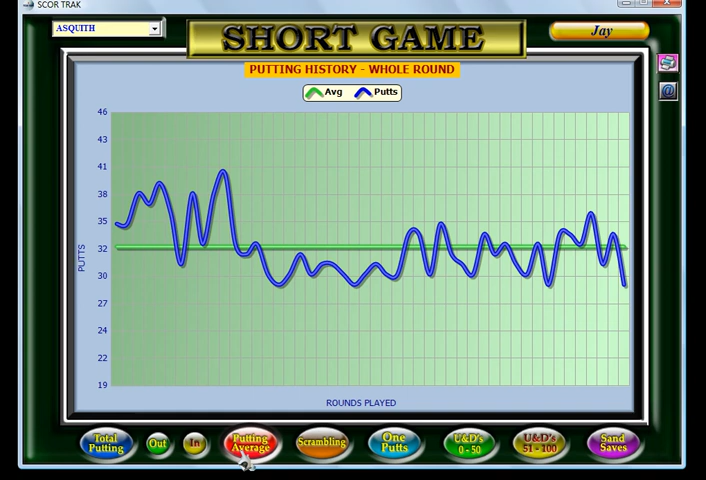 SCOR TRAK
ASQUITH
SHORT GAME
Jay
PUTTING HISTORY - WHOLE ROUND
Avg Putts
46
43
41
38
35
32
30
27
24
22
19
PUTTS
ROUNDS PLAYED
Total Putting
Out
In
Putting Average
Scrambling
One Putts
U&D's 0 - 50
U&D's 51 - 100
Sand Saves
@